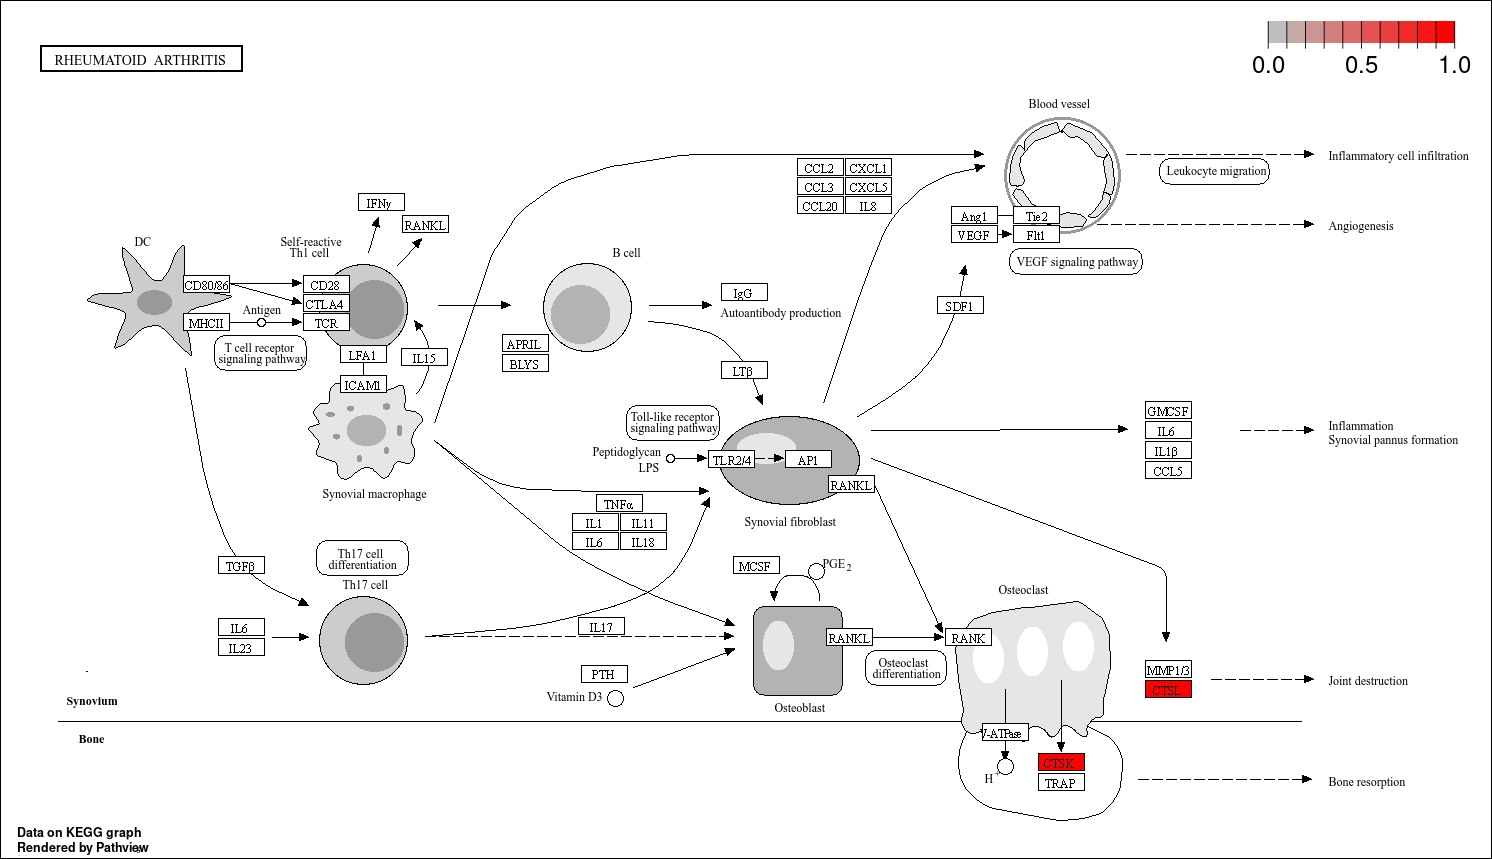 RHEUMATOID ARTHRITIS
0.0 0.5 1.0
Blood vessel
CCL2 CXCL1
CCL3 CXCL5
CCL20 IL8
Inflammatory cell infiltration
Leukocyte migration
Ang1 Tie2
VEGF Flt1
Angiogenesis
VEGF signaling pathway
IFNγ
RANKL
DC
Self-reactive
Th1 cell
B cell
CD80/86 CD28
CTLA4
Antigen
MHCII TCR
T cell receptor
signaling pathway
LFA1
IL15
ICAM1
IgG
Autoantibody production
SDF1
APRIL
BLYS
LTβ
Toll-like receptor
signaling pathway
Peptidoglycan
LPS
TLR2/4 AP1
RANKL
GMCSF
IL6
IL1β
CCL5
Inflammation
Synovial pannus formation
Synovial macrophage
TNFα
IL1 IL11
IL6 IL18
Synovial fibroblast
TGFβ
Th17 cell
differentiation
Th17 cell
MCSF
PGE2
Osteoclast
IL6
IL23
IL17
RANKL RANK
PTH
Vitamin D3
Osteoclast
differentiation
Osteoblast
MMP1/3
CTSL
Joint destruction
Synovium
Bone
V-ATPase
H+
CTSK
TRAP
Bone resorption
Data on KEGG graph
Rendered by Pathview